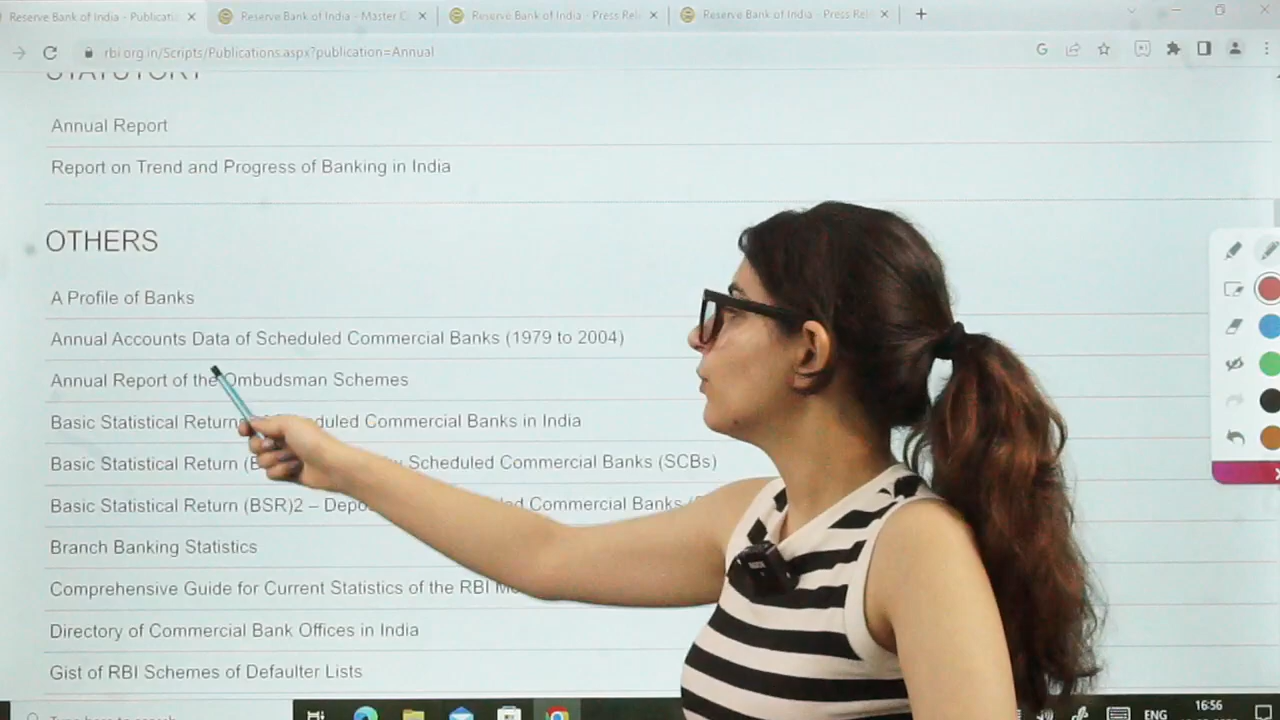 Reserve Bank of India - Publicati
Reserve Bank of India - Master C
Reserve Bank of India - Press Rel
Reserve Bank of India - Press Rel
rbi.org.in/Scripts/Publications.aspx?publication=Annual
STATUTORY
Annual Report
Report on Trend and Progress of Banking in India
OTHERS
A Profile of Banks
Annual Accounts Data of Scheduled Commercial Banks (1979 to 2004)
Annual Report of the Ombudsman Schemes
Basic Statistical Return duled Commercial Banks in India
Basic Statistical Return (B Scheduled Commercial Banks (SCBs)
Basic Statistical Return (BSR)2 – Depo d Commercial Banks (
Branch Banking Statistics
Comprehensive Guide for Current Statistics of the RBI M
Directory of Commercial Bank Offices in India
Gist of RBI Schemes of Defaulter Lists
Type here to search
ENG
16:56